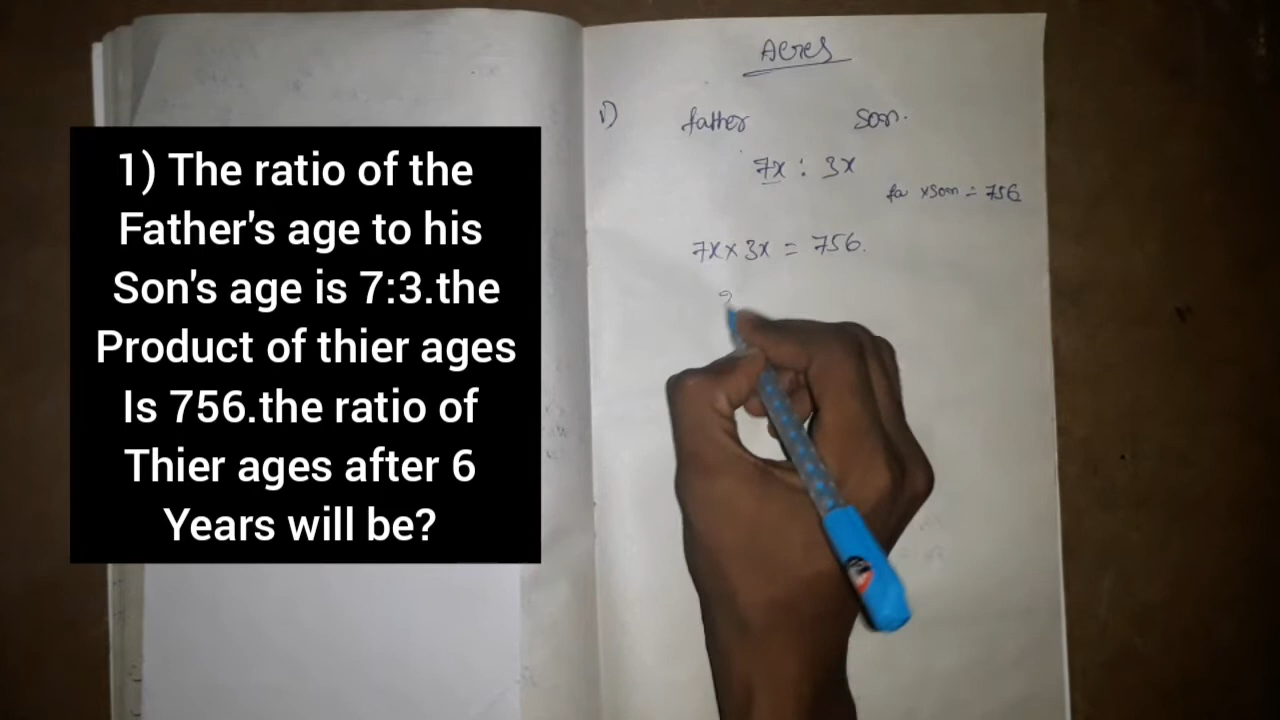 1) The ratio of the
Father's age to his
Son's age is 7:3.the
Product of thier ages
Is 756.the ratio of
Thier ages after 6
Years will be?
1) father son.
7x : 3x
fa x son = 756
7x x 3x = 756.